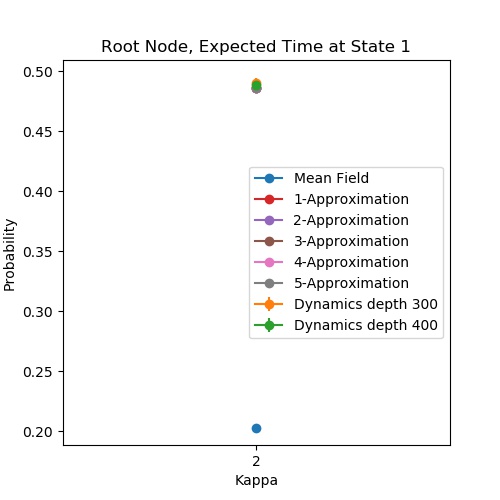 Root Node, Expected Time at State 1
0.50
0.45
0.40
0.35
0.30
0.25
0.20
Probability
Mean Field
1-Approximation
2-Approximation
3-Approximation
4-Approximation
5-Approximation
Dynamics depth 300
Dynamics depth 400
2
Kappa